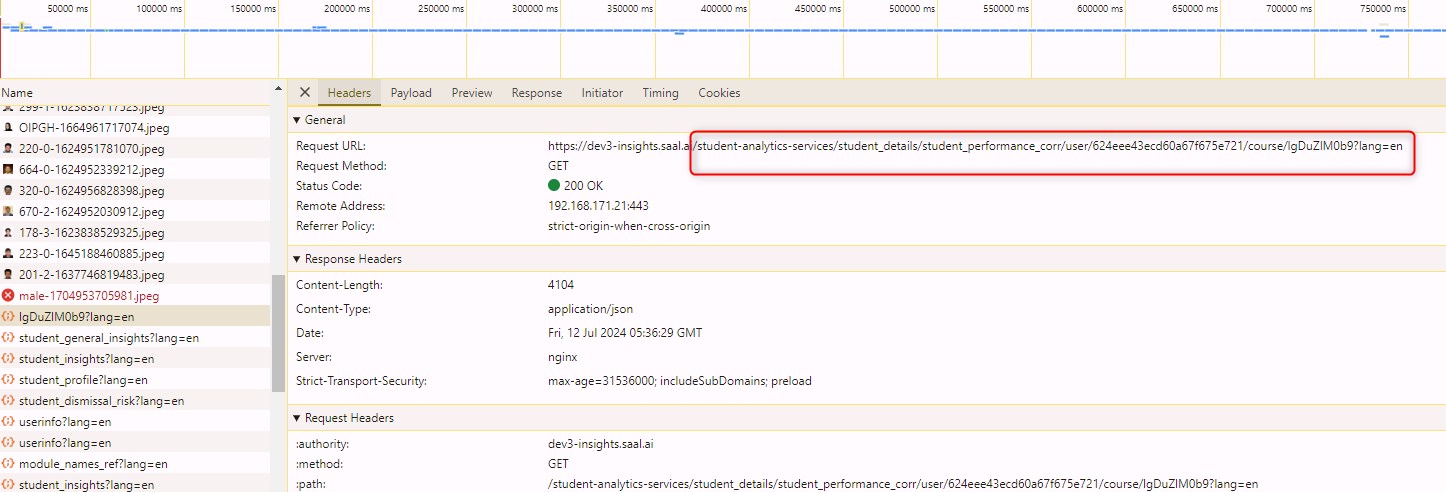 50000 ms 100000 ms 150000 ms 200000 ms 250000 ms 300000 ms 350000 ms 400000 ms 450000 ms 500000 ms 550000 ms 600000 ms 650000 ms 700000 ms 750000 ms
Name
299-1-1623838717523.jpeg
OIPGH-1664961717074.jpeg
220-0-1624951781070.jpeg
664-0-1624952339212.jpeg
320-0-1624956828398.jpeg
670-2-1624952030912.jpeg
178-3-1623838529325.jpeg
223-0-1645188460885.jpeg
201-2-1637746819483.jpeg
male-1704953705981.jpeg
lgDuZlM0b9?lang=en
student_general_insights?lang=en
student_insights?lang=en
student_profile?lang=en
student_dismissal_risk?lang=en
userinfo?lang=en
userinfo?lang=en
module_names_ref?lang=en
student_insights?lang=en
Headers Payload Preview Response Initiator Timing Cookies
General
Request URL: https://dev3-insights.saal.ai/student-analytics-services/student_details/student_performance_corr/user/624eee43ecd60a67f675e721/course/lgDuZlM0b9?lang=en
Request Method: GET
Status Code: 200 OK
Remote Address: 192.168.171.21:443
Referrer Policy: strict-origin-when-cross-origin
Response Headers
Content-Length: 4104
Content-Type: application/json
Date: Fri, 12 Jul 2024 05:36:29 GMT
Server: nginx
Strict-Transport-Security: max-age=31536000; includeSubDomains; preload
Request Headers
:authority: dev3-insights.saal.ai
:method: GET
:path: /student-analytics-services/student_details/student_performance_corr/user/624eee43ecd60a67f675e721/course/lgDuZlM0b9?lang=en